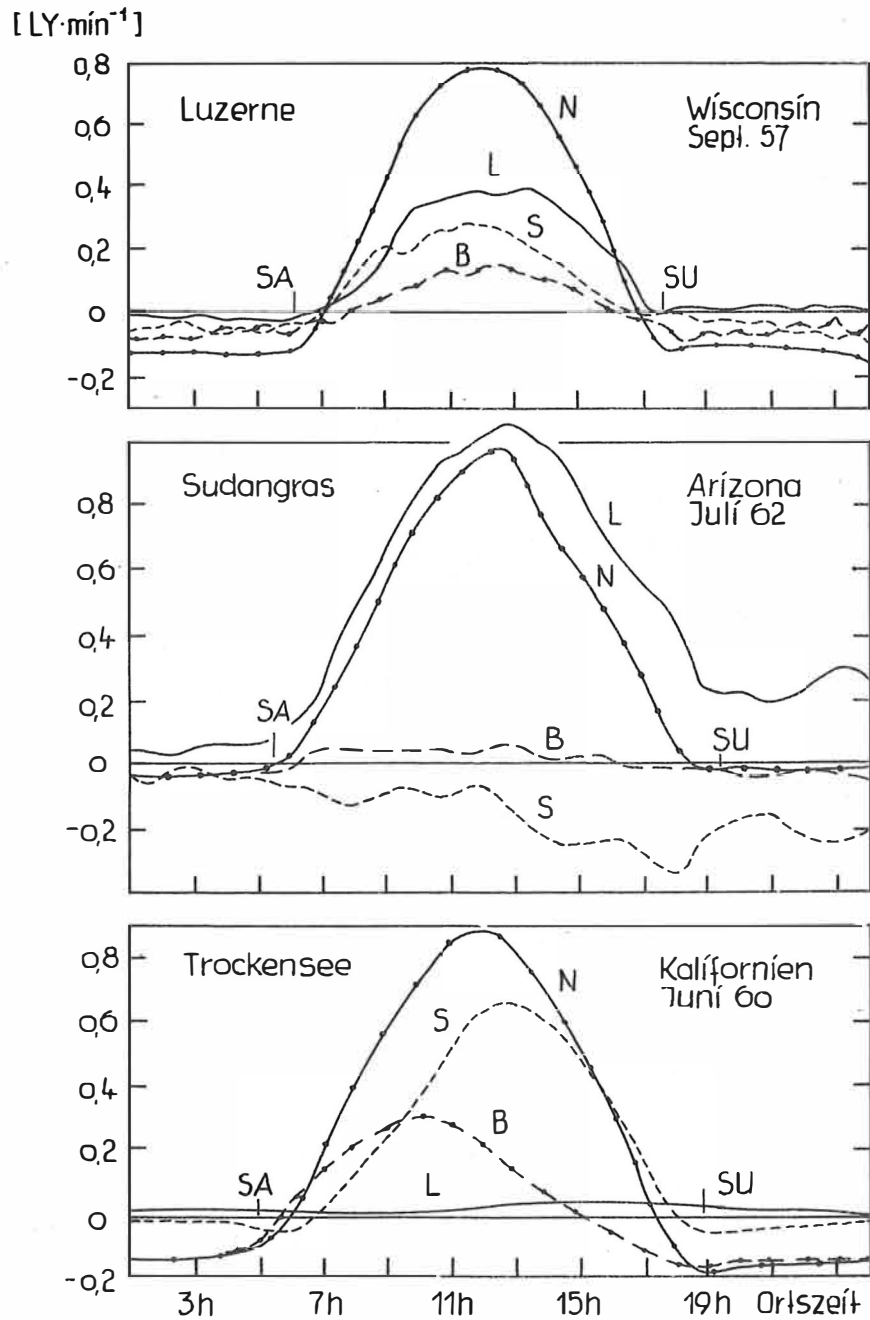 [LY·min⁻¹]
0,8
0,6
0,4
0,2
0
-0,2
Luzerne
Wisconsin
Sept. 57
N
L
S
B
SA
SU
0,8
0,6
0,4
0,2
0
-0,2
Sudangras
Arizona
Juli 62
L
N
SA
B
SU
S
0,8
0,6
0,4
0,2
0
-0,2
Trockensee
Kalifornien
Juni 60
N
S
B
SA
L
SU
3h 7h 11h 15h 19h Ortszeit